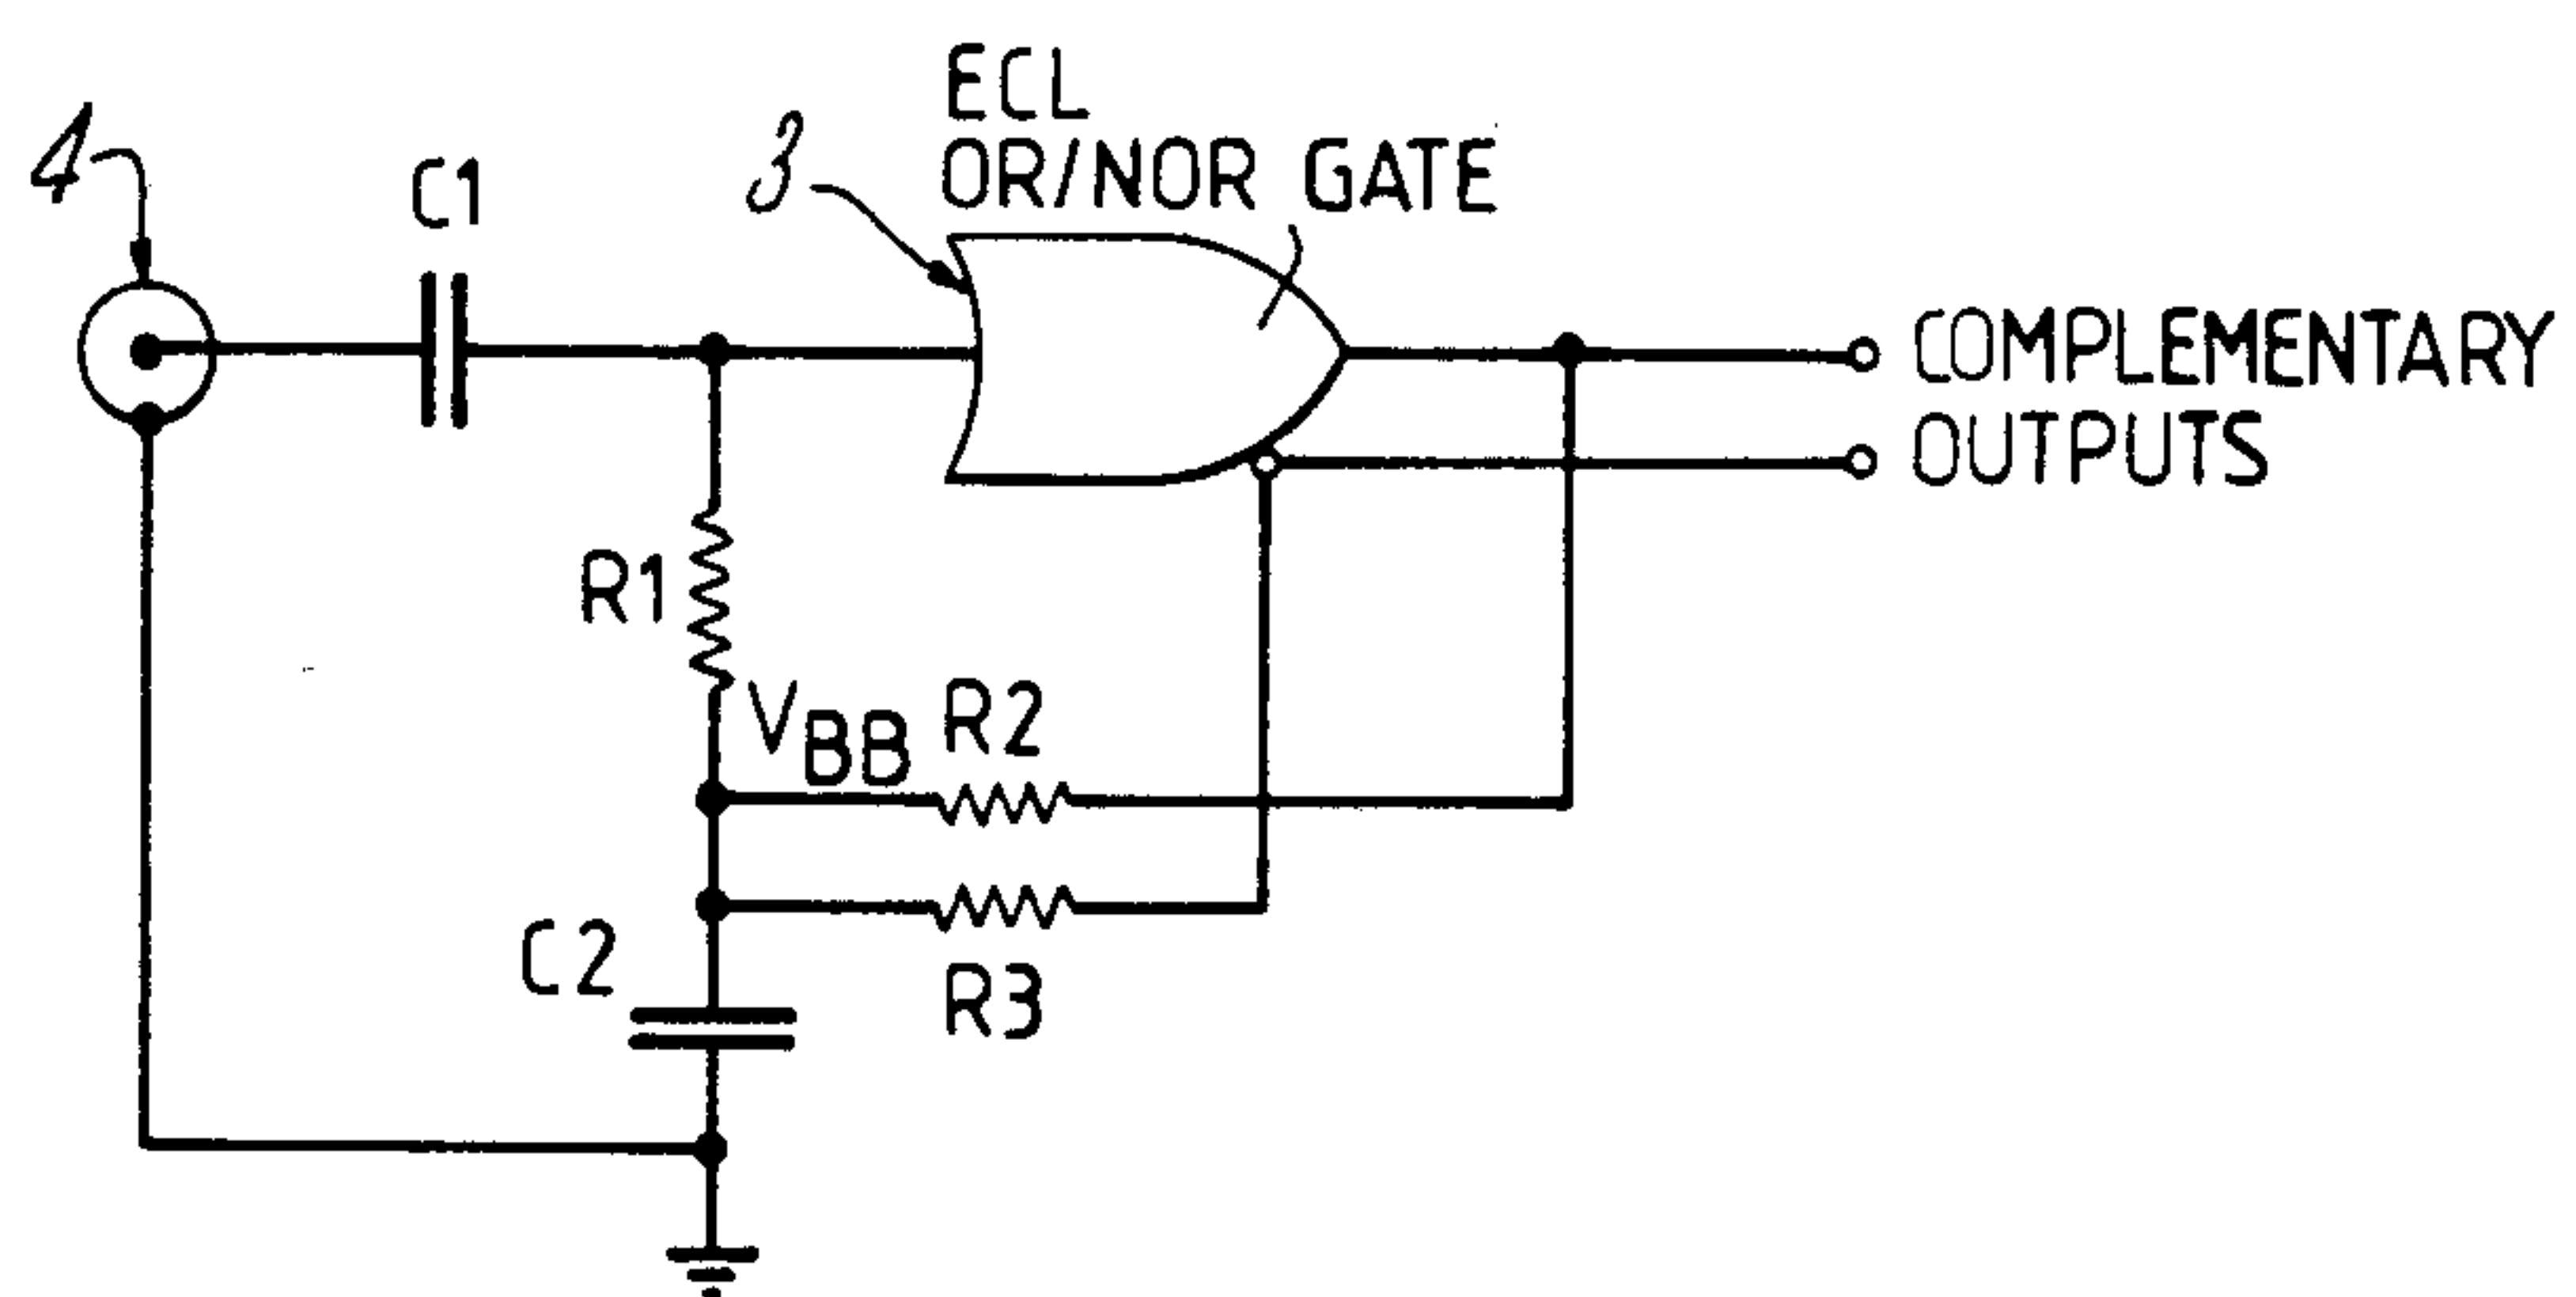 4
C1
3
ECL
OR/NOR GATE
COMPLEMENTARY
OUTPUTS
R1
VBB
R2
C2
R3